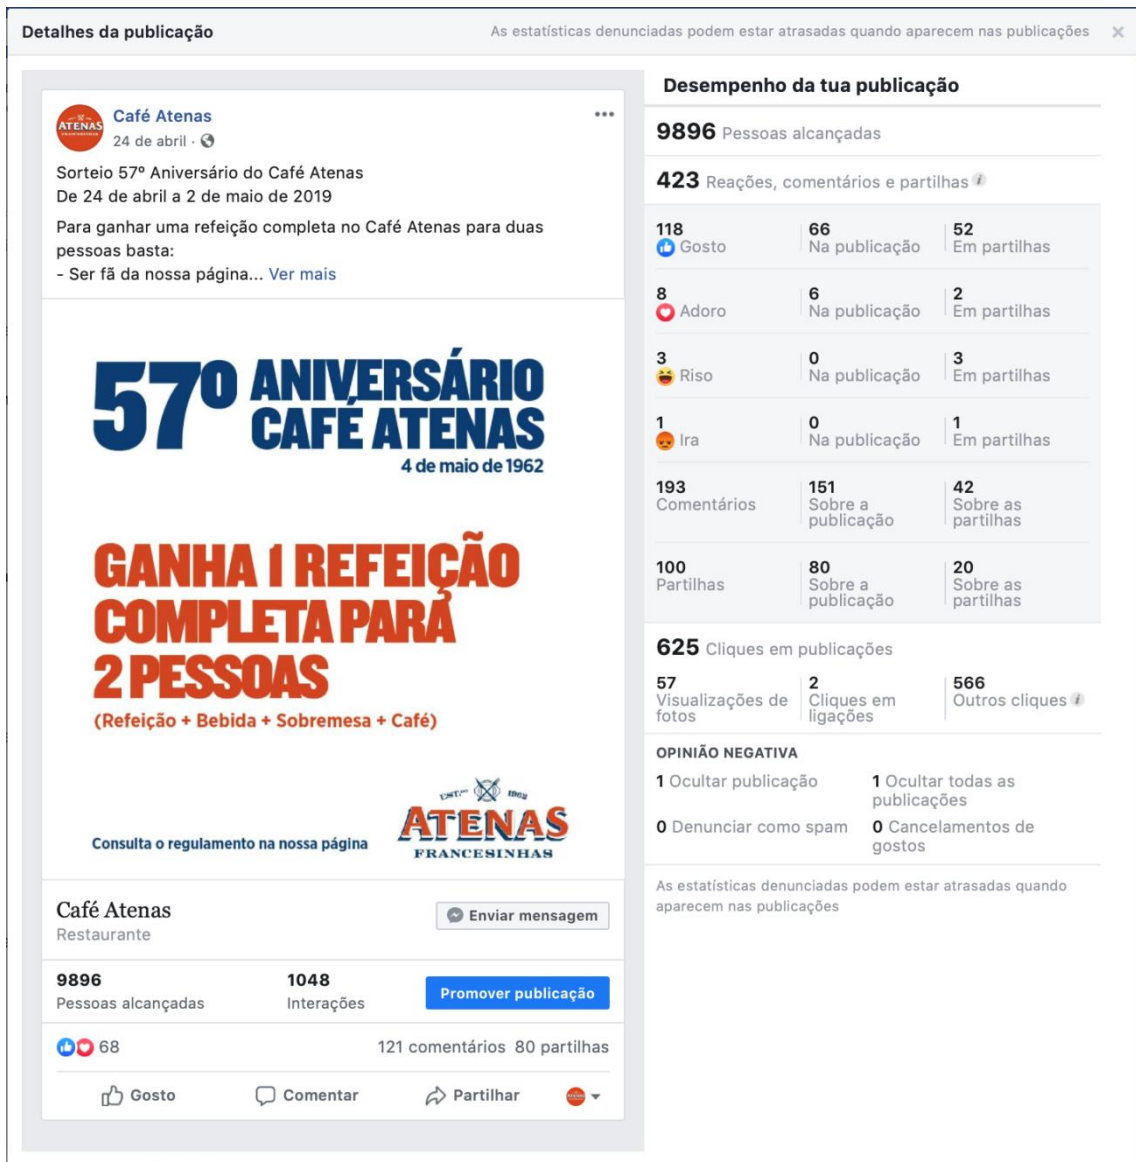 Detalhes da publicação
As estatísticas denunciadas podem estar atrasadas quando aparecem nas publicações
ATENAS
Café Atenas
24 de abril ·
Sorteio 57º Aniversário do Café Atenas
De 24 de abril a 2 de maio de 2019
Para ganhar uma refeição completa no Café Atenas para duas
pessoas basta:
- Ser fã da nossa página... Ver mais
57º ANIVERSÁRIO
CAFÉ ATENAS
4 de maio de 1962
GANHA 1 REFEIÇÃO
COMPLETA PARA
2 PESSOAS
(Refeição + Bebida + Sobremesa + Café)
Consulta o regulamento na nossa página
EST. 1962
ATENAS
FRANCESINHAS
Café Atenas
Restaurante
Enviar mensagem
9896
Pessoas alcançadas
1048
Interações
Promover publicação
68
121 comentários 80 partilhas
Gosto
Comentar
Partilhar
Desempenho da tua publicação
9896 Pessoas alcançadas
423 Reações, comentários e partilhas
118
Gosto
66
Na publicação
52
Em partilhas
8
Adoro
6
Na publicação
2
Em partilhas
3
Riso
0
Na publicação
3
Em partilhas
1
Ira
0
Na publicação
1
Em partilhas
193
Comentários
151
Sobre a
publicação
42
Sobre as
partilhas
100
Partilhas
80
Sobre a
publicação
20
Sobre as
partilhas
625 Cliques em publicações
57
Visualizações de
fotos
2
Cliques em
ligações
566
Outros cliques
OPINIÃO NEGATIVA
1 Ocultar publicação
1 Ocultar todas as
publicações
0 Denunciar como spam
0 Cancelamentos de
gostos
As estatísticas denunciadas podem estar atrasadas quando
aparecem nas publicações